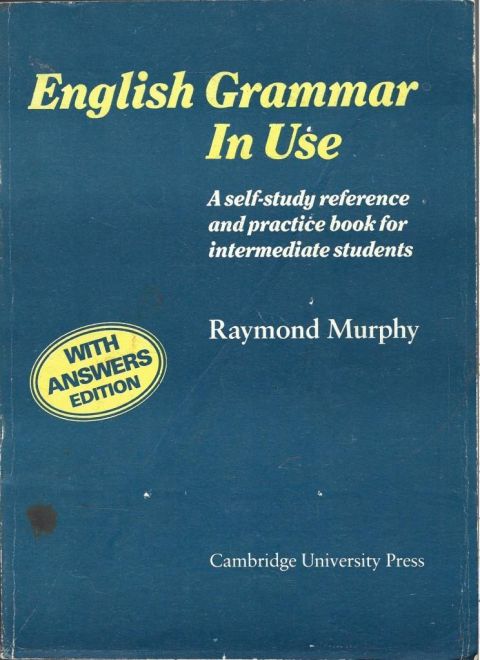 English Grammar
In Use
A self-study reference
and practice book for
intermediate students
Raymond Murphy
WITH
ANSWERS
EDITION
Cambridge University Press